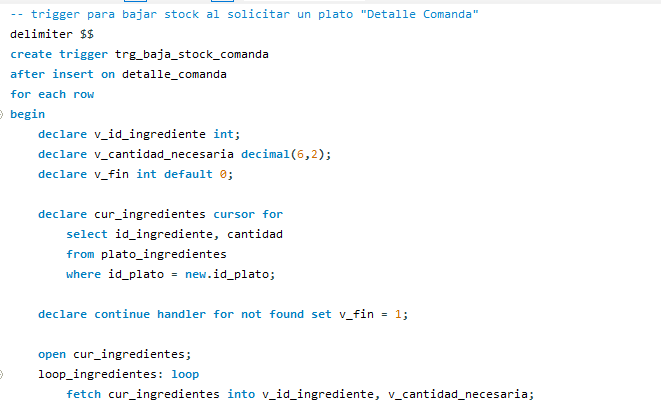 -- trigger para bajar stock al solicitar un plato "Detalle Comanda"
delimiter $$
create trigger trg_baja_stock_comanda
after insert on detalle_comanda
for each row
begin
    declare v_id_ingrediente int;
    declare v_cantidad_necesaria decimal(6,2);
    declare v_fin int default 0;

    declare cur_ingredientes cursor for
        select id_ingrediente, cantidad
        from plato_ingredientes
        where id_plato = new.id_plato;

    declare continue handler for not found set v_fin = 1;

    open cur_ingredientes;
    loop_ingredientes: loop
        fetch cur_ingredientes into v_id_ingrediente, v_cantidad_necesaria;